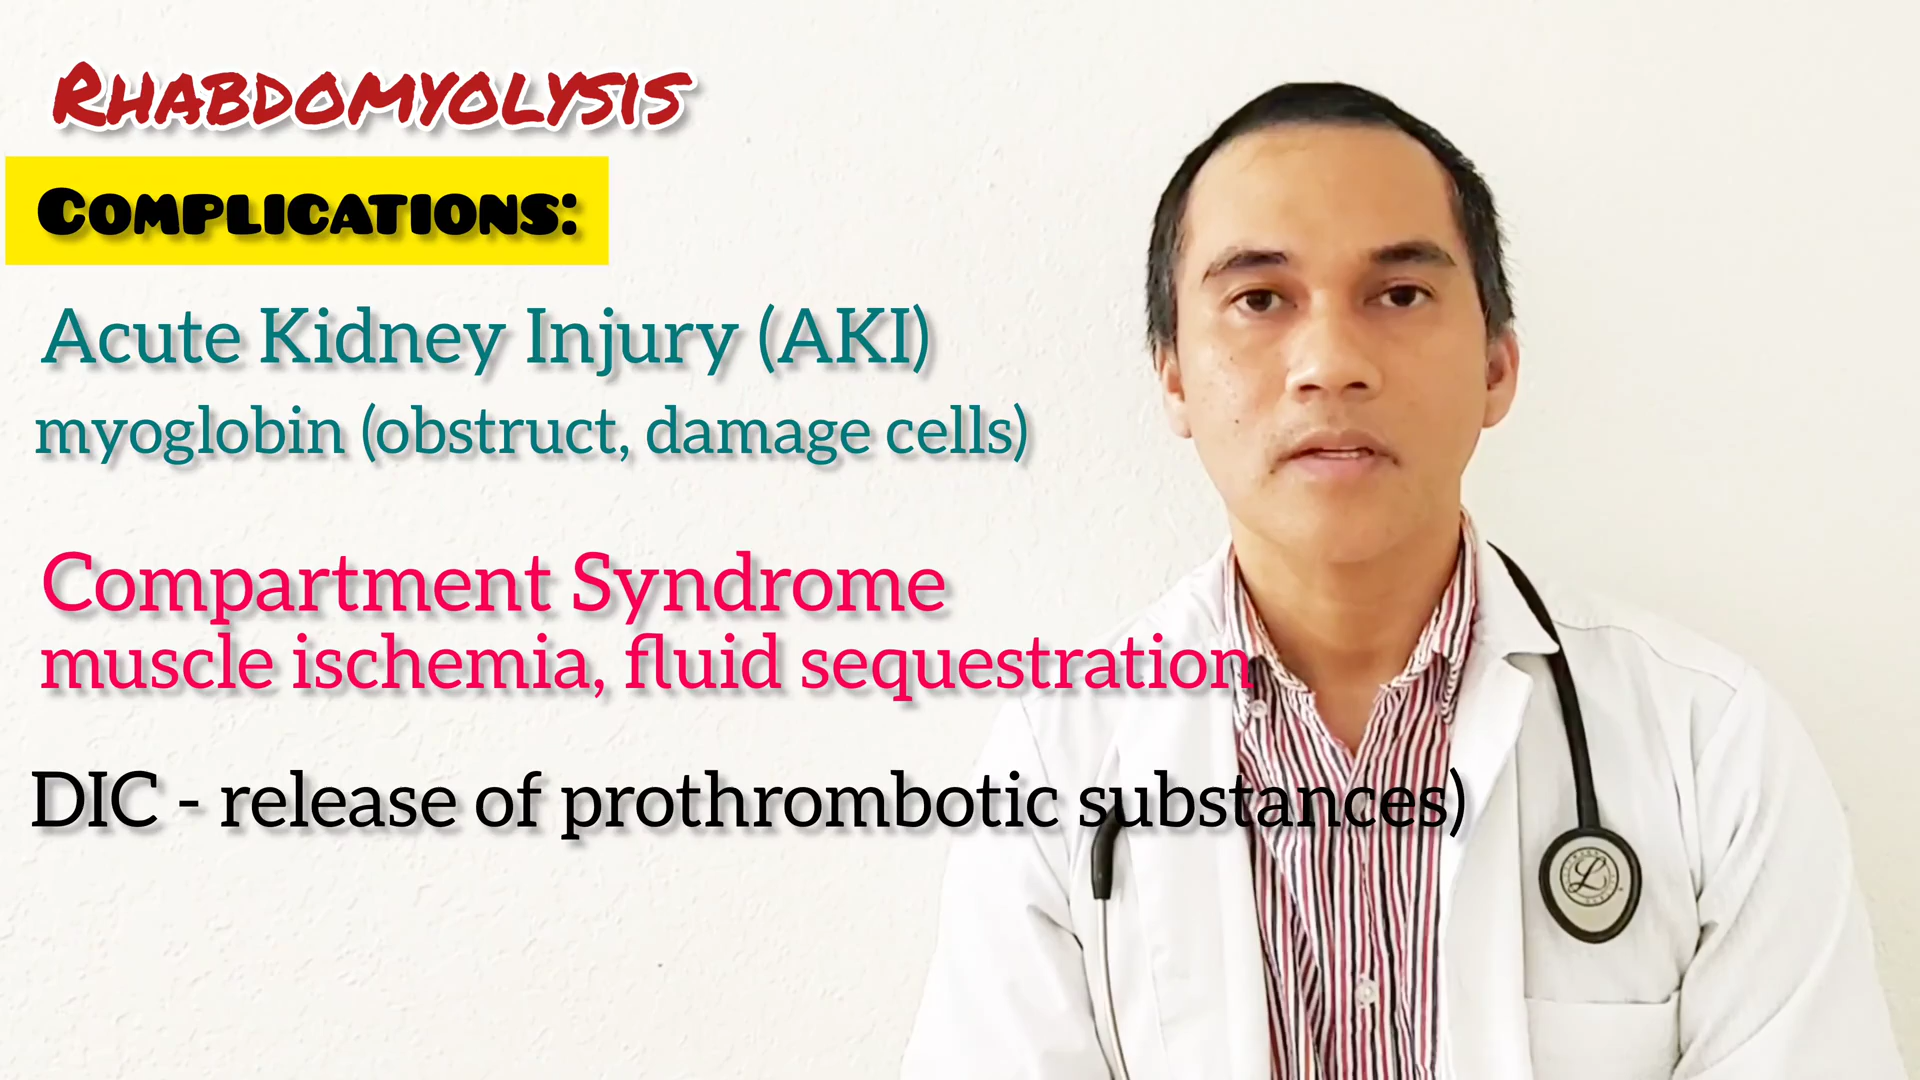 RHABDOMYOLYSIS
COMPLICATIONS:
Acute Kidney Injury (AKI)
myoglobin (obstruct, damage cells)
Compartment Syndrome
muscle ischemia, fluid sequestration
DIC - release of prothrombotic substances)